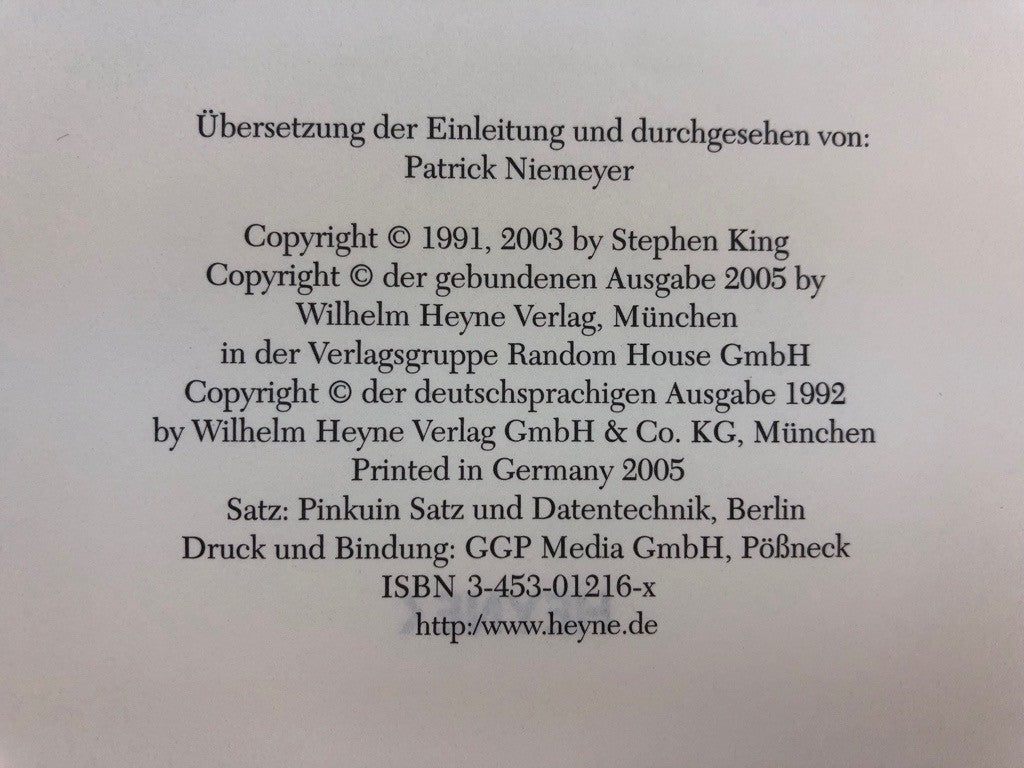 Übersetzung der Einleitung und durchgesehen von:
Patrick Niemeyer
Copyright © 1991, 2003 by Stephen King
Copyright © der gebundenen Ausgabe 2005 by
Wilhelm Heyne Verlag, München
in der Verlagsgruppe Random House GmbH
Copyright © der deutschsprachigen Ausgabe 1992
by Wilhelm Heyne Verlag GmbH & Co. KG, München
Printed in Germany 2005
Satz: Pinkuin Satz und Datentechnik, Berlin
Druck und Bindung: GGP Media GmbH, Pößneck
ISBN 3-453-01216-x
http:/www.heyne.de